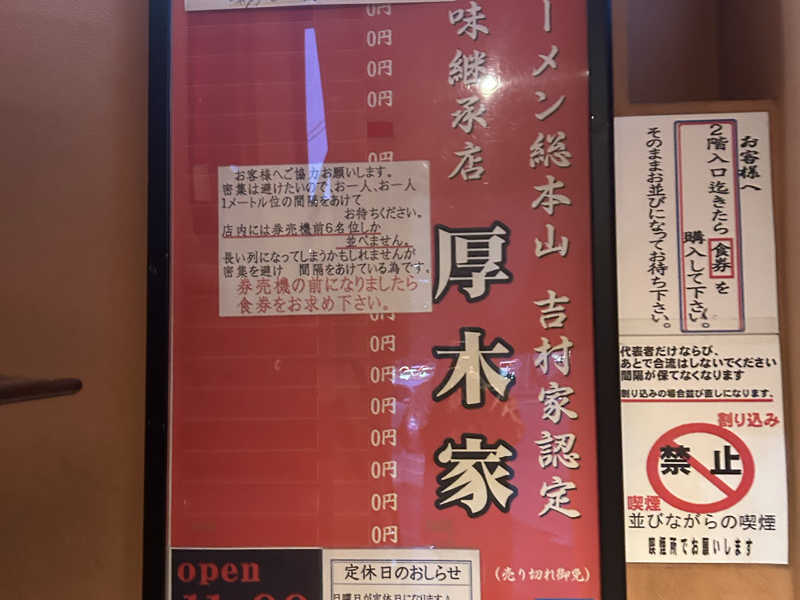 ーメン総本山 吉村家認定
味継承店 厚木家
0円
0円
0円
0円
0円
0円
0円
0円
0円
0円
0円
0円
0円
お客様へご協力お願いします。
密集は避けたいので、お一人、お一人
1メートル位の間隔をあけて
お待ちください。
店内には券売機前6名位しか
並べません。
長い列になってしまうかもしれませんが
密集を避け 間隔をあけている為です。
券売機の前になりましたら
食券をお求め下さい。
open
定休日のおしらせ
(売り切れ御免)
お客様へ
2階入口迄きたら食券を
購入して下さい。
そのままお並びになってお待ち下さい。
代表者だけならび、
あとで合流はしないでください
間隔が保てなくなります
割り込みの場合並び直しになります。
割り込み
禁止
喫煙
並びながらの喫煙
喫煙所でお願いします